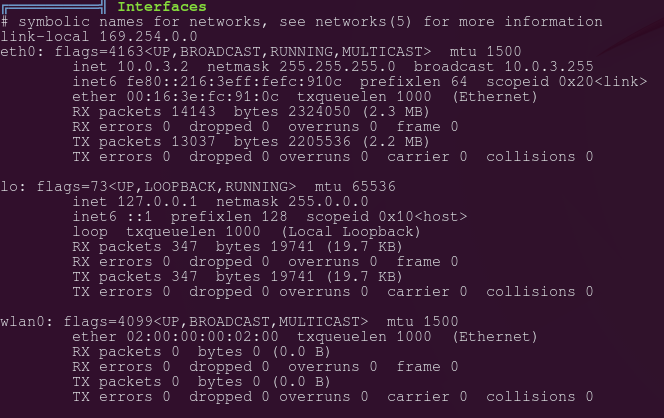 Interfaces
# symbolic names for networks, see networks(5) for more information
link-local 169.254.0.0
eth0: flags=4163<UP,BROADCAST,RUNNING,MULTICAST>  mtu 1500
        inet 10.0.3.2  netmask 255.255.255.0  broadcast 10.0.3.255
        inet6 fe80::216:3eff:fefc:910c  prefixlen 64  scopeid 0x20<link>
        ether 00:16:3e:fc:91:0c  txqueuelen 1000  (Ethernet)
        RX packets 14143  bytes 2324050 (2.3 MB)
        RX errors 0  dropped 0  overruns 0  frame 0
        TX packets 13037  bytes 2205536 (2.2 MB)
        TX errors 0  dropped 0 overruns 0  carrier 0  collisions 0

lo: flags=73<UP,LOOPBACK,RUNNING>  mtu 65536
        inet 127.0.0.1  netmask 255.0.0.0
        inet6 ::1  prefixlen 128  scopeid 0x10<host>
        loop  txqueuelen 1000  (Local Loopback)
        RX packets 347  bytes 19741 (19.7 KB)
        RX errors 0  dropped 0  overruns 0  frame 0
        TX packets 347  bytes 19741 (19.7 KB)
        TX errors 0  dropped 0 overruns 0  carrier 0  collisions 0

wlan0: flags=4099<UP,BROADCAST,MULTICAST>  mtu 1500
        ether 02:00:00:00:02:00  txqueuelen 1000  (Ethernet)
        RX packets 0  bytes 0 (0.0 B)
        RX errors 0  dropped 0  overruns 0  frame 0
        TX packets 0  bytes 0 (0.0 B)
        TX errors 0  dropped 0 overruns 0  carrier 0  collisions 0